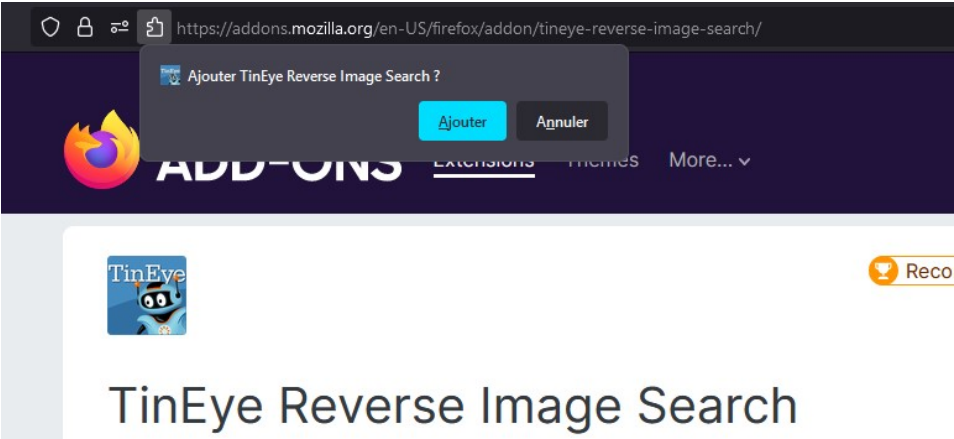 https://addons.mozilla.org/en-US/firefox/addon/tineye-reverse-image-search/
TinEye Ajouter TinEye Reverse Image Search ?
Ajouter Annuler
ADD-ONS Extensions Themes More...
TinEye
Reco
TinEye Reverse Image Search